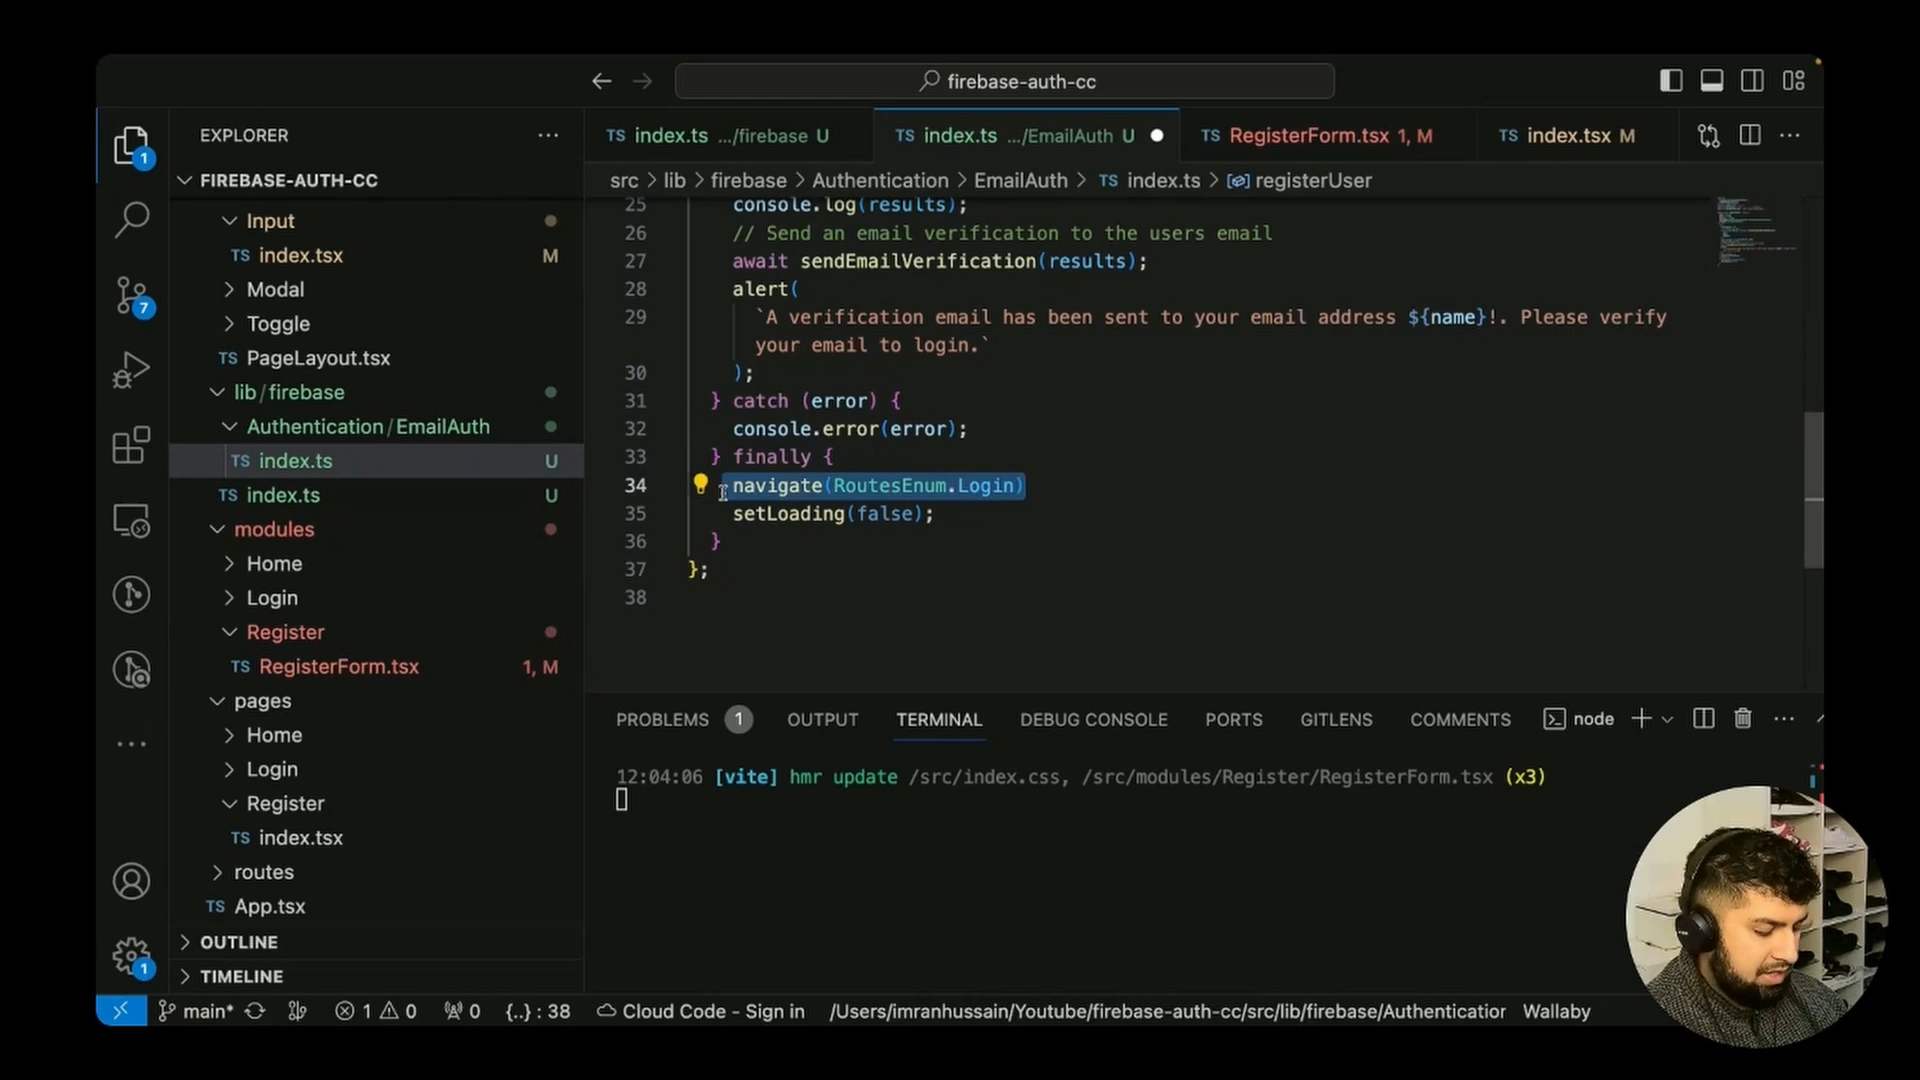 firebase-auth-cc
EXPLORER
FIREBASE-AUTH-CC
Input
TS index.tsx M
Modal
Toggle
TS PageLayout.tsx
lib/firebase
Authentication/EmailAuth
TS index.ts U
TS index.ts U
modules
Home
Login
Register
TS RegisterForm.tsx 1, M
pages
Home
Login
Register
TS index.tsx
routes
TS App.tsx
OUTLINE
TIMELINE
1
7
1
TS index.ts .../firebase U
TS index.ts .../EmailAuth U
TS RegisterForm.tsx 1, M
TS index.tsx M
src > lib > firebase > Authentication > EmailAuth > TS index.ts > registerUser
25 console.log(results);
26 // Send an email verification to the users email
27 await sendEmailVerification(results);
28 alert(
29 `A verification email has been sent to your email address ${name}!. Please verify
your email to login.`
30 );
31 } catch (error) {
32 console.error(error);
33 } finally {
34 navigate(RoutesEnum.Login)
35 setLoading(false);
36 }
37 };
38
PROBLEMS 1 OUTPUT TERMINAL DEBUG CONSOLE PORTS GITLENS COMMENTS node
12:04:06 [vite] hmr update /src/index.css, /src/modules/Register/RegisterForm.tsx (x3)
main* 1 0 0 {..} : 38 Cloud Code - Sign in /Users/imranhussain/Youtube/firebase-auth-cc/src/lib/firebase/Authentication Wallaby